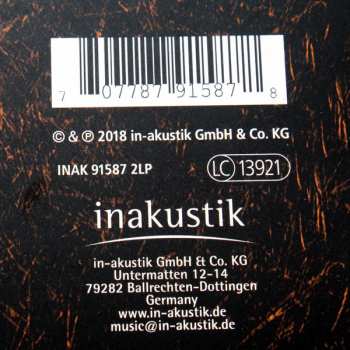 7 07787 91587 8
© & ℗ 2018 in-akustik GmbH & Co. KG
INAK 91587 2LP
LC 13921
inakustik
in-akustik GmbH & Co. KG
Untermatten 12-14
79282 Ballrechten-Dottingen
Germany
www.in-akustik.de
music@in-akustik.de